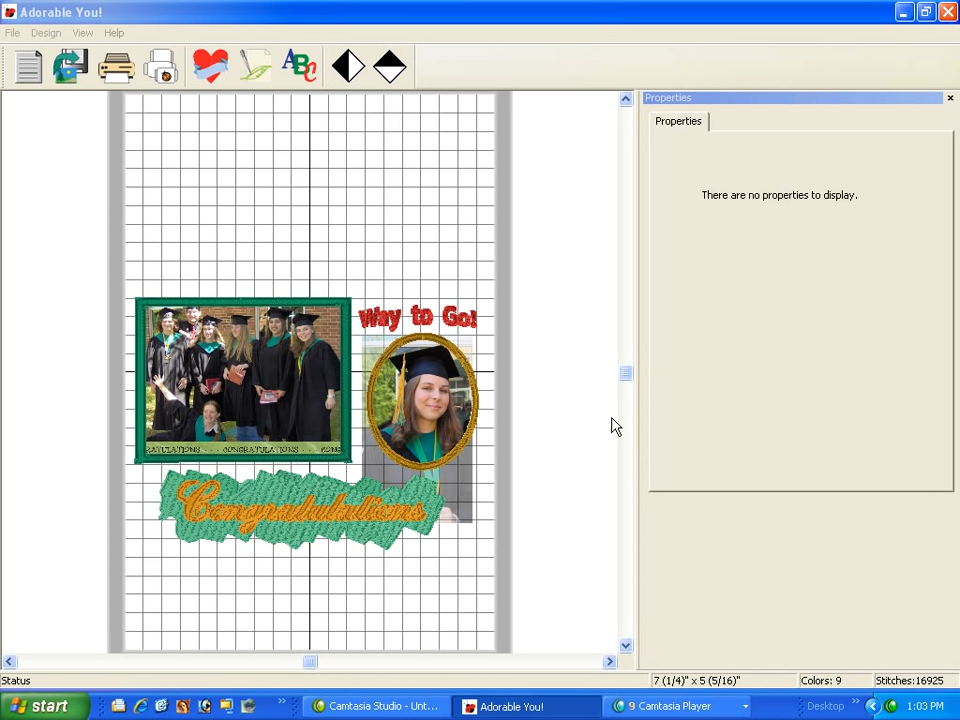 Adorable You!
File Design View Help
ABC
Properties
Properties
There are no properties to display.
Way to Go!
CONGRATULATIONS
Congratulations
Status
7 (1/4)" x 5 (5/16)"
Colors: 9
Stitches:16925
start
Camtasia Studio - Unt...
Adorable You!
9 Camtasia Player
Desktop
1:03 PM